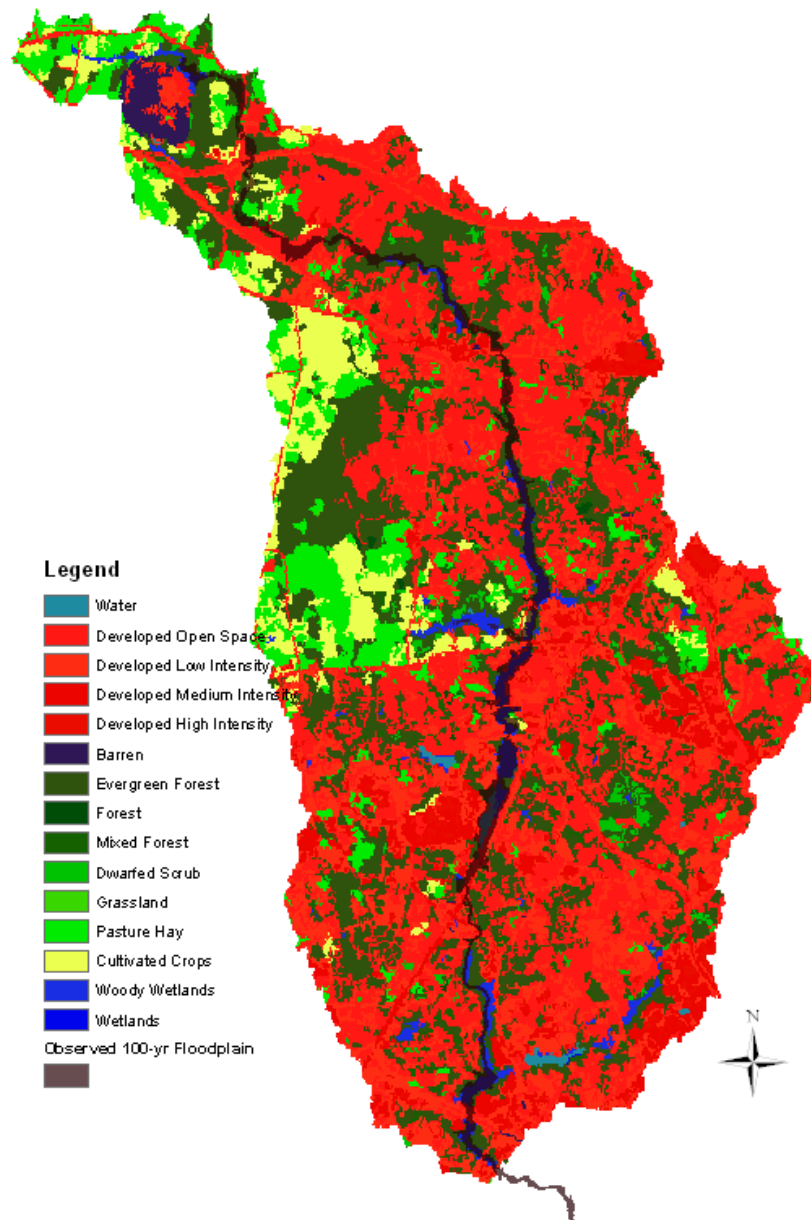 Legend
Water
Developed Open Space
Developed Low Intensity
Developed Medium Intensity
Developed High Intensity
Barren
Evergreen Forest
Forest
Mixed Forest
Dwarfed Scrub
Grassland
Pasture Hay
Cultivated Crops
Woody Wetlands
Wetlands
Observed 100-yr Floodplain
N